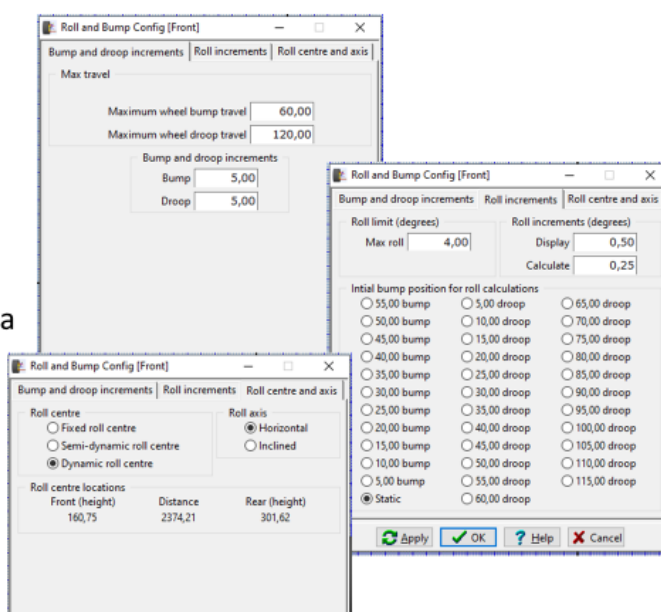 Roll and Bump Config [Front]
Bump and droop increments Roll increments Roll centre and axis
Max travel
Maximum wheel bump travel 60,00
Maximum wheel droop travel 120,00
Bump and droop increments
Bump 5,00
Droop 5,00
Roll and Bump Config [Front]
Bump and droop increments Roll increments Roll centre and axis
Roll limit (degrees) Roll increments (degrees)
Max roll 4,00 Display 0,50
Calculate 0,25
Intial bump position for roll calculations
55,00 bump 5,00 droop 65,00 droop
50,00 bump 10,00 droop 70,00 droop
45,00 bump 15,00 droop 75,00 droop
40,00 bump 20,00 droop 80,00 droop
35,00 bump 25,00 droop 85,00 droop
30,00 bump 30,00 droop 90,00 droop
25,00 bump 35,00 droop 95,00 droop
20,00 bump 40,00 droop 100,00 droop
15,00 bump 45,00 droop 105,00 droop
10,00 bump 50,00 droop 110,00 droop
5,00 bump 55,00 droop 115,00 droop
Static 60,00 droop
Apply OK ? Help Cancel
a
Roll and Bump Config [Front]
Bump and droop increments Roll increments Roll centre and axis
Roll centre Roll axis
Fixed roll centre Horizontal
Semi-dynamic roll centre Inclined
Dynamic roll centre
Roll centre locations
Front (height) Distance Rear (height)
160,75 2374,21 301,62